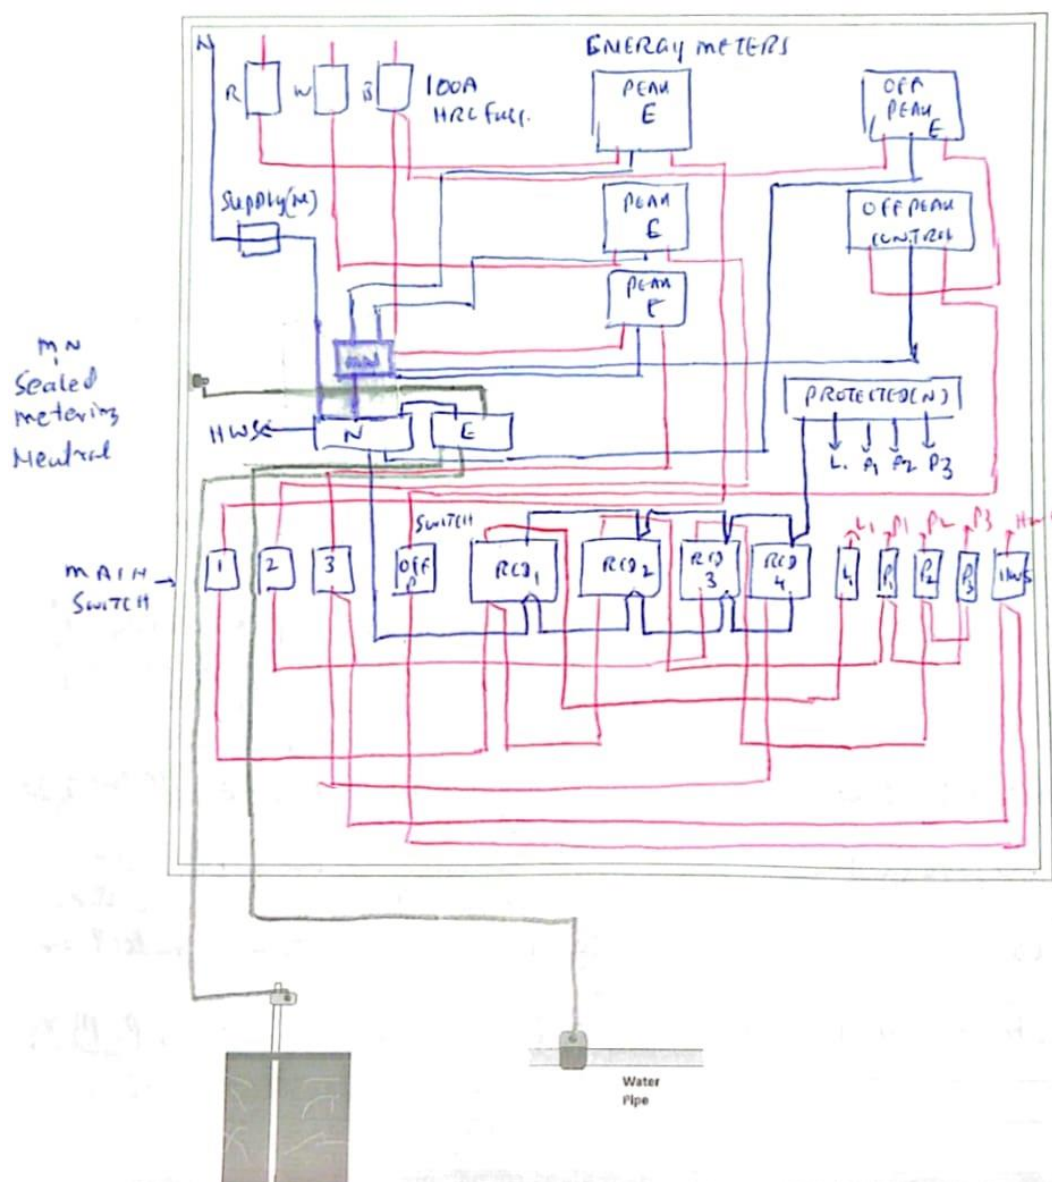 N
ENERGY METERS
R
W
B
100A
HRC Fuse.
PEAK
E
OFF
PEAK
E
Supply(N)
PEAK
E
OFF PEAK
CONTROL
PEAK
E
MN
Sealed
metering
Neutral
MN
PROTECTED(N)
HWS
N
E
L. P1 P2 P3
SWITCH
L1 P1 P2 P3
MAIN
SWITCH
1
2
3
OFF
P
RCD1
RCD2
RCD
3
RCD
4
L1
P1
P2
P3
HWS
Water
Pipe